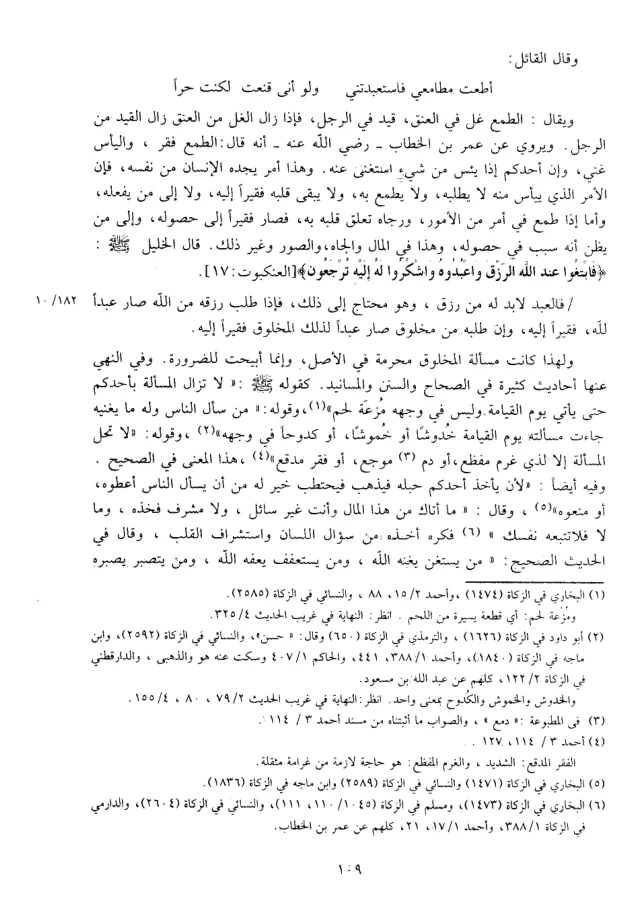 وقال القائل:
أطعت مطامعي فاستعبدتني ولو أنى قنعت لكنت حراً
ويقال : الطمع غل في العنق، قيد في الرجل، فإذا زال الغل من العنق زال القيد من
الرجل . ويروي عن عمر بن الخطاب ـ رضي الله عنه ـ أنه قال: الطمع فقر ، واليأس
غني، وإن أحدكم إذا يئس من شيءٍ استغنى عنه . وهذا أمر يجده الإنسان من نفسه، فإن
الأمر الذي ييأس منه لا يطلبه، ولا يطمع به، ولا يبقى قلبه فقيراً إليه، ولا إلى من يفعله،
وأما إذا طمع في أمر من الأمور، ورجاه تعلق قلبه به، فصار فقيراً إلى حصوله، وإلى من
يظن أنه سبب في حصوله، وهذا في المال والجاه، والصور وغير ذلك. قال الخليل ﷺ :
﴿فَابْتَغُوا عند الله الرِّزْق وَاعْبُدُوهُ وَاشْكُرُوا لَهُ إِلَيْهِ تُرْجَعُون﴾[العنكبوت:١٧].
/ فالعبد لابد له من رزق ، وهو محتاج إلى ذلك، فإذا طلب رزقه من الله صار عبداً ١٠/١٨٢
لله، فقيراً إليه، وإن طلبه من مخلوق صار عبداً لذلك المخلوق فقيراً إليه.
ولهذا كانت مسألة المخلوق محرمة في الأصل، وإنما أبيحت للضرورة. وفي النهي
عنها أحاديث كثيرة في الصحاح والسنن والمسانيد. كقوله ﷺ :« لا تزال المسألة بأحدكم
حتى يأتي يوم القيامة وليس في وجهه مُزعَة لحم»(١)،وقوله:« من سأل الناس وله ما يغنيه
جاءت مسألته يوم القيامة خُدوشًا أو خُموشًا، أو كدوحاً في وجهه»(٢) ،وقوله: «لا تحل
المسألة إلا لذي غرم مفظع،أو دم (٣) موجع، أو فقر مدقع»(٤) ،هذا المعنى في الصحيح .
وفيه أيضاً : «لأن يأخذ أحدكم حبله فيذهب فيحتطب خير له من أن يسأل الناس أعطوه،
أو منعوه»(٥) ، وقال : « ما أتاك من هذا المال وأنت غير سائل ، ولا مشرف فخذه ، وما
لا فلاتتبعه نفسك » (٦) فكره أخذه من سؤال اللسان واستشراف القلب ، وقال في
الحديث الصحيح: « من يستغن يغنه الله ، ومن يستعفف يعفه الله ، ومن يتصبر يصبره
(١) البخاري في الزكاة (١٤٧٤) ،وأحمد ٢/ ١٥، ٨٨ ، والنسائي في الزكاة (٢٥٨٥).
ومُزعة لحم: أي قطعة يسيرة من اللحم . انظر: النهاية في غريب الحديث ٣٢٥/٤.
(٢) أبو داود في الزكاة (١٦٢٦) ، والترمذي في الزكاة (٦٥٠) وقال: « حسن»، والنسائي في الزكاة (٢٥٩٢)، وابن
ماجه في الزكاة (١٨٤٠)، وأحمد ٣٨٨/١، ٤٤١، والحاكم ٤٠٧/١ وسكت عنه هو والذهبى ، والدارقطني
في الزكاة ١٢٢/٢، كلهم عن عبد الله بن مسعود.
والخدوش والخموش والكُدوح بمعنى واحد. انظر: النهاية في غريب الحديث ٧٩/٢ ، ٨٠ ، ١٥٥/٤.
(٣) فى المطبوعة :« دمع » ، والصواب ما أثبتناه من مسند أحمد ٣/ ١١٤.
(٤) أحمد ٣/ ١١٤، ١٢٧ .
الفقر المدقع: الشديد ، والغرم المفظع: هو حاجة لازمة من غرامة مثقلة.
(٥) البخاري في الزكاة (١٤٧١) والنسائي في الزكاة (٢٥٨٩) وابن ماجه في الزكاة (١٨٣٦).
(٦) البخاري في الزكاة (١٤٧٣)، ومسلم في الزكاة (١٠٤٥/ ١١٠، ١١١)، والنسائي في الزكاة (٢٦٠٤)، والدارمي
في الزكاة ٣٨٨/١، وأحمد ١٧/١، ٢١، كلهم عن عمر بن الخطاب.
١٠٩